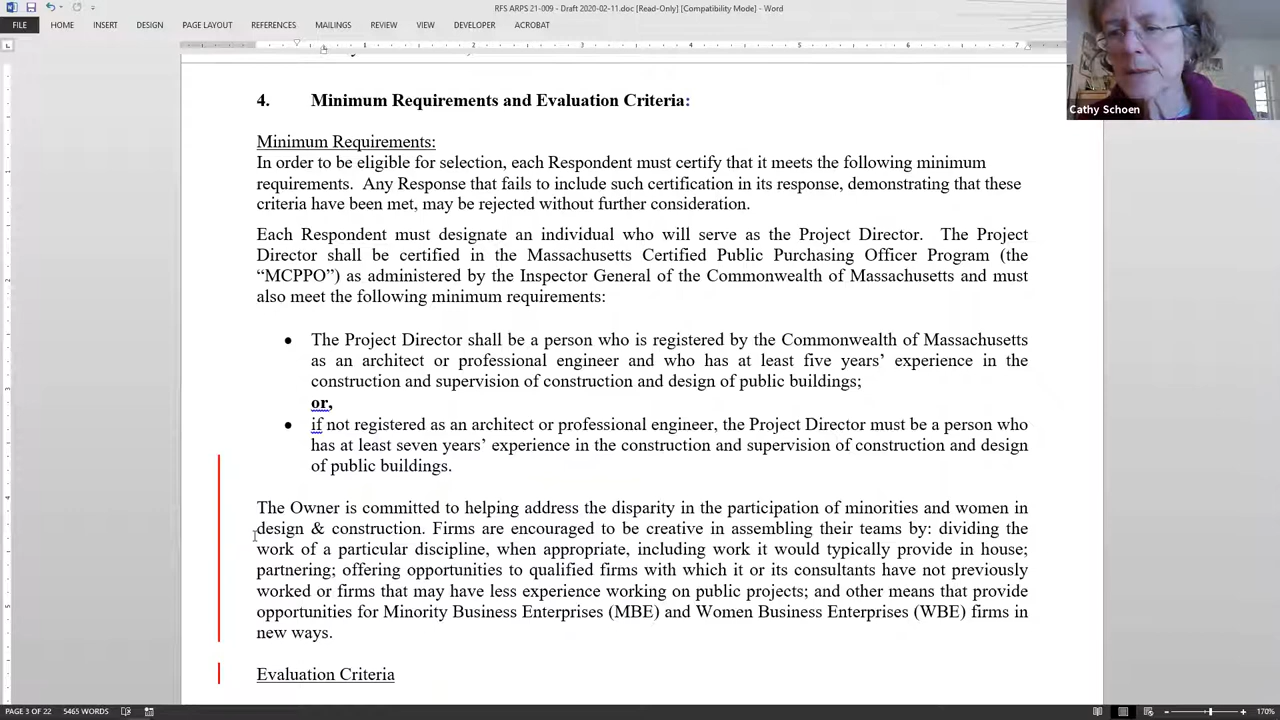 RFS ARPS 21-009 - Draft 2020-02-11.doc [Read-Only] [Compatibility Mode] - Word
FILE HOME INSERT DESIGN PAGE LAYOUT REFERENCES MAILINGS REVIEW VIEW DEVELOPER ACROBAT
1 2 3 4 5 6 7
Cathy Schoen
4. Minimum Requirements and Evaluation Criteria:
Minimum Requirements:
In order to be eligible for selection, each Respondent must certify that it meets the following minimum
requirements. Any Response that fails to include such certification in its response, demonstrating that these
criteria have been met, may be rejected without further consideration.
Each Respondent must designate an individual who will serve as the Project Director. The Project
Director shall be certified in the Massachusetts Certified Public Purchasing Officer Program (the
“MCPPO”) as administered by the Inspector General of the Commonwealth of Massachusetts and must
also meet the following minimum requirements:
● The Project Director shall be a person who is registered by the Commonwealth of Massachusetts
as an architect or professional engineer and who has at least five years’ experience in the
construction and supervision of construction and design of public buildings;
or,
● if not registered as an architect or professional engineer, the Project Director must be a person who
has at least seven years’ experience in the construction and supervision of construction and design
of public buildings.
The Owner is committed to helping address the disparity in the participation of minorities and women in
design & construction. Firms are encouraged to be creative in assembling their teams by: dividing the
work of a particular discipline, when appropriate, including work it would typically provide in house;
partnering; offering opportunities to qualified firms with which it or its consultants have not previously
worked or firms that may have less experience working on public projects; and other means that provide
opportunities for Minority Business Enterprises (MBE) and Women Business Enterprises (WBE) firms in
new ways.
Evaluation Criteria
PAGE 3 OF 22 5465 WORDS 170%